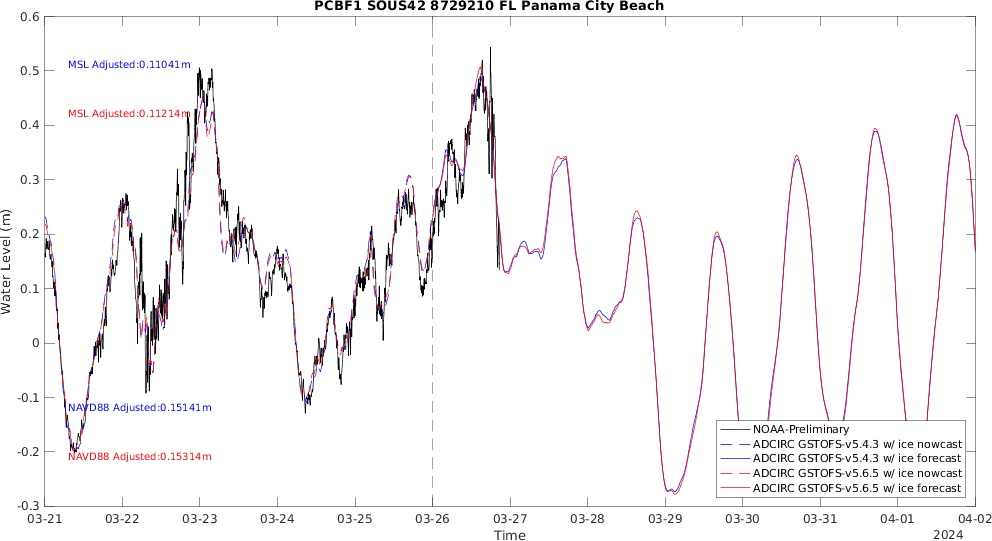 PCBF1 SOUS42 8729210 FL Panama City Beach
0.6
0.5
0.4
0.3
0.2
0.1
0
-0.1
-0.2
-0.3
Water Level (m)
MSL Adjusted:0.11041m
MSL Adjusted:0.11214m
NAVD88 Adjusted:0.15141m
NAVD88 Adjusted:0.15314m
NOAA-Preliminary
ADCIRC GSTOFS-v5.4.3 w/ ice nowcast
ADCIRC GSTOFS-v5.4.3 w/ ice forecast
ADCIRC GSTOFS-v5.6.5 w/ ice nowcast
ADCIRC GSTOFS-v5.6.5 w/ ice forecast
03-21 03-22 03-23 03-24 03-25 03-26 03-27 03-28 03-29 03-30 03-31 04-01 04-02
Time
2024